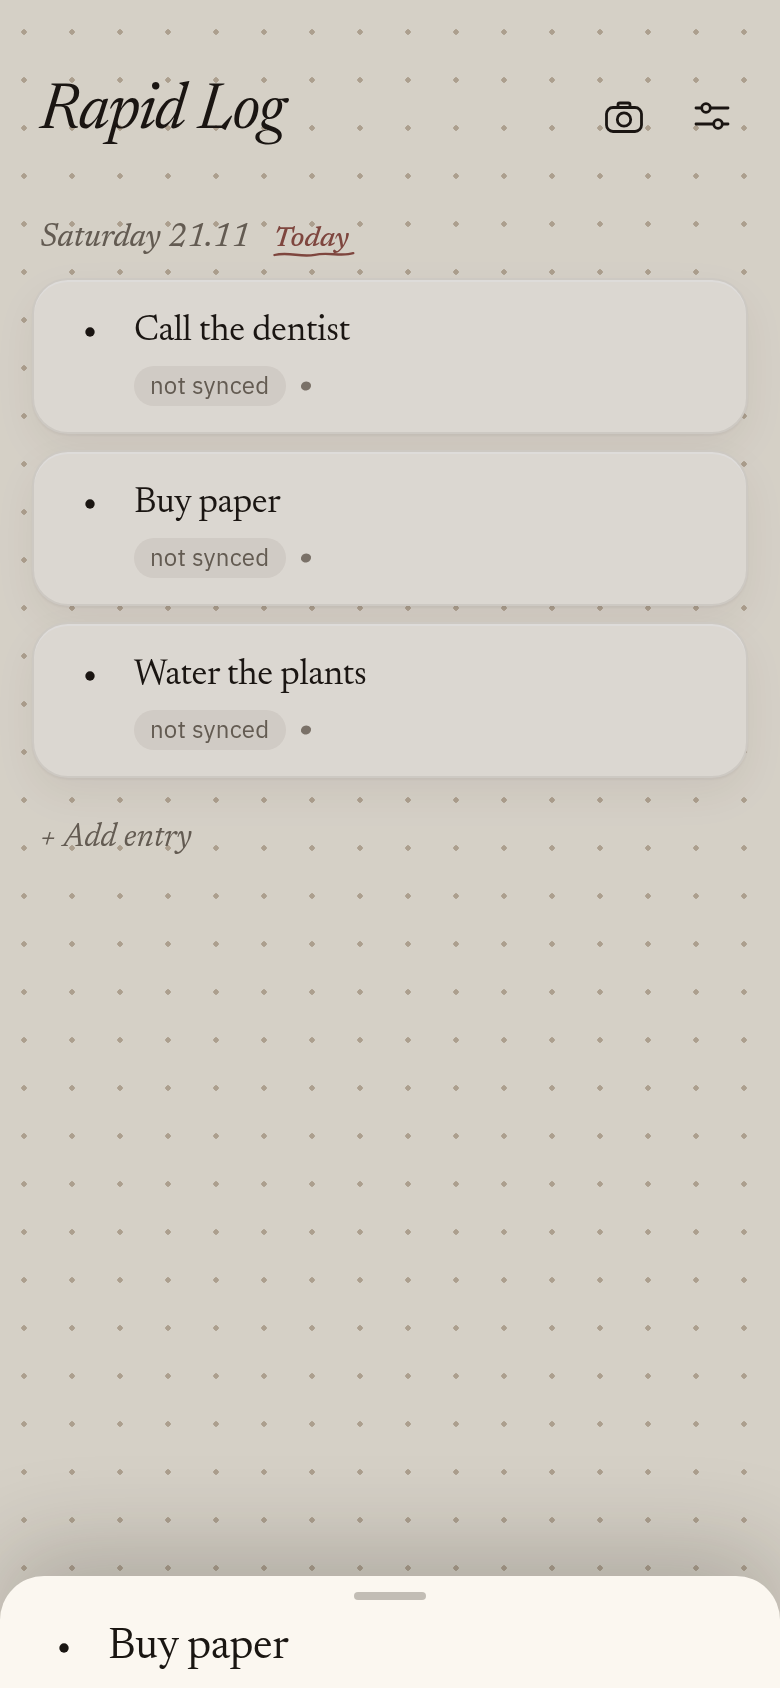 Rapid Log
Saturday 21.11 Today
• Call the dentist
not synced •
• Buy paper
not synced •
• Water the plants
not synced •
+ Add entry
• Buy paper